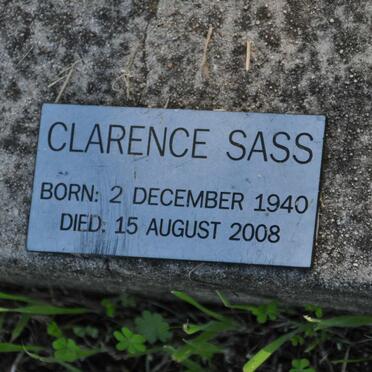 CLARENCE SASS
BORN: 2 DECEMBER 1940
DIED: 15 AUGUST 2008